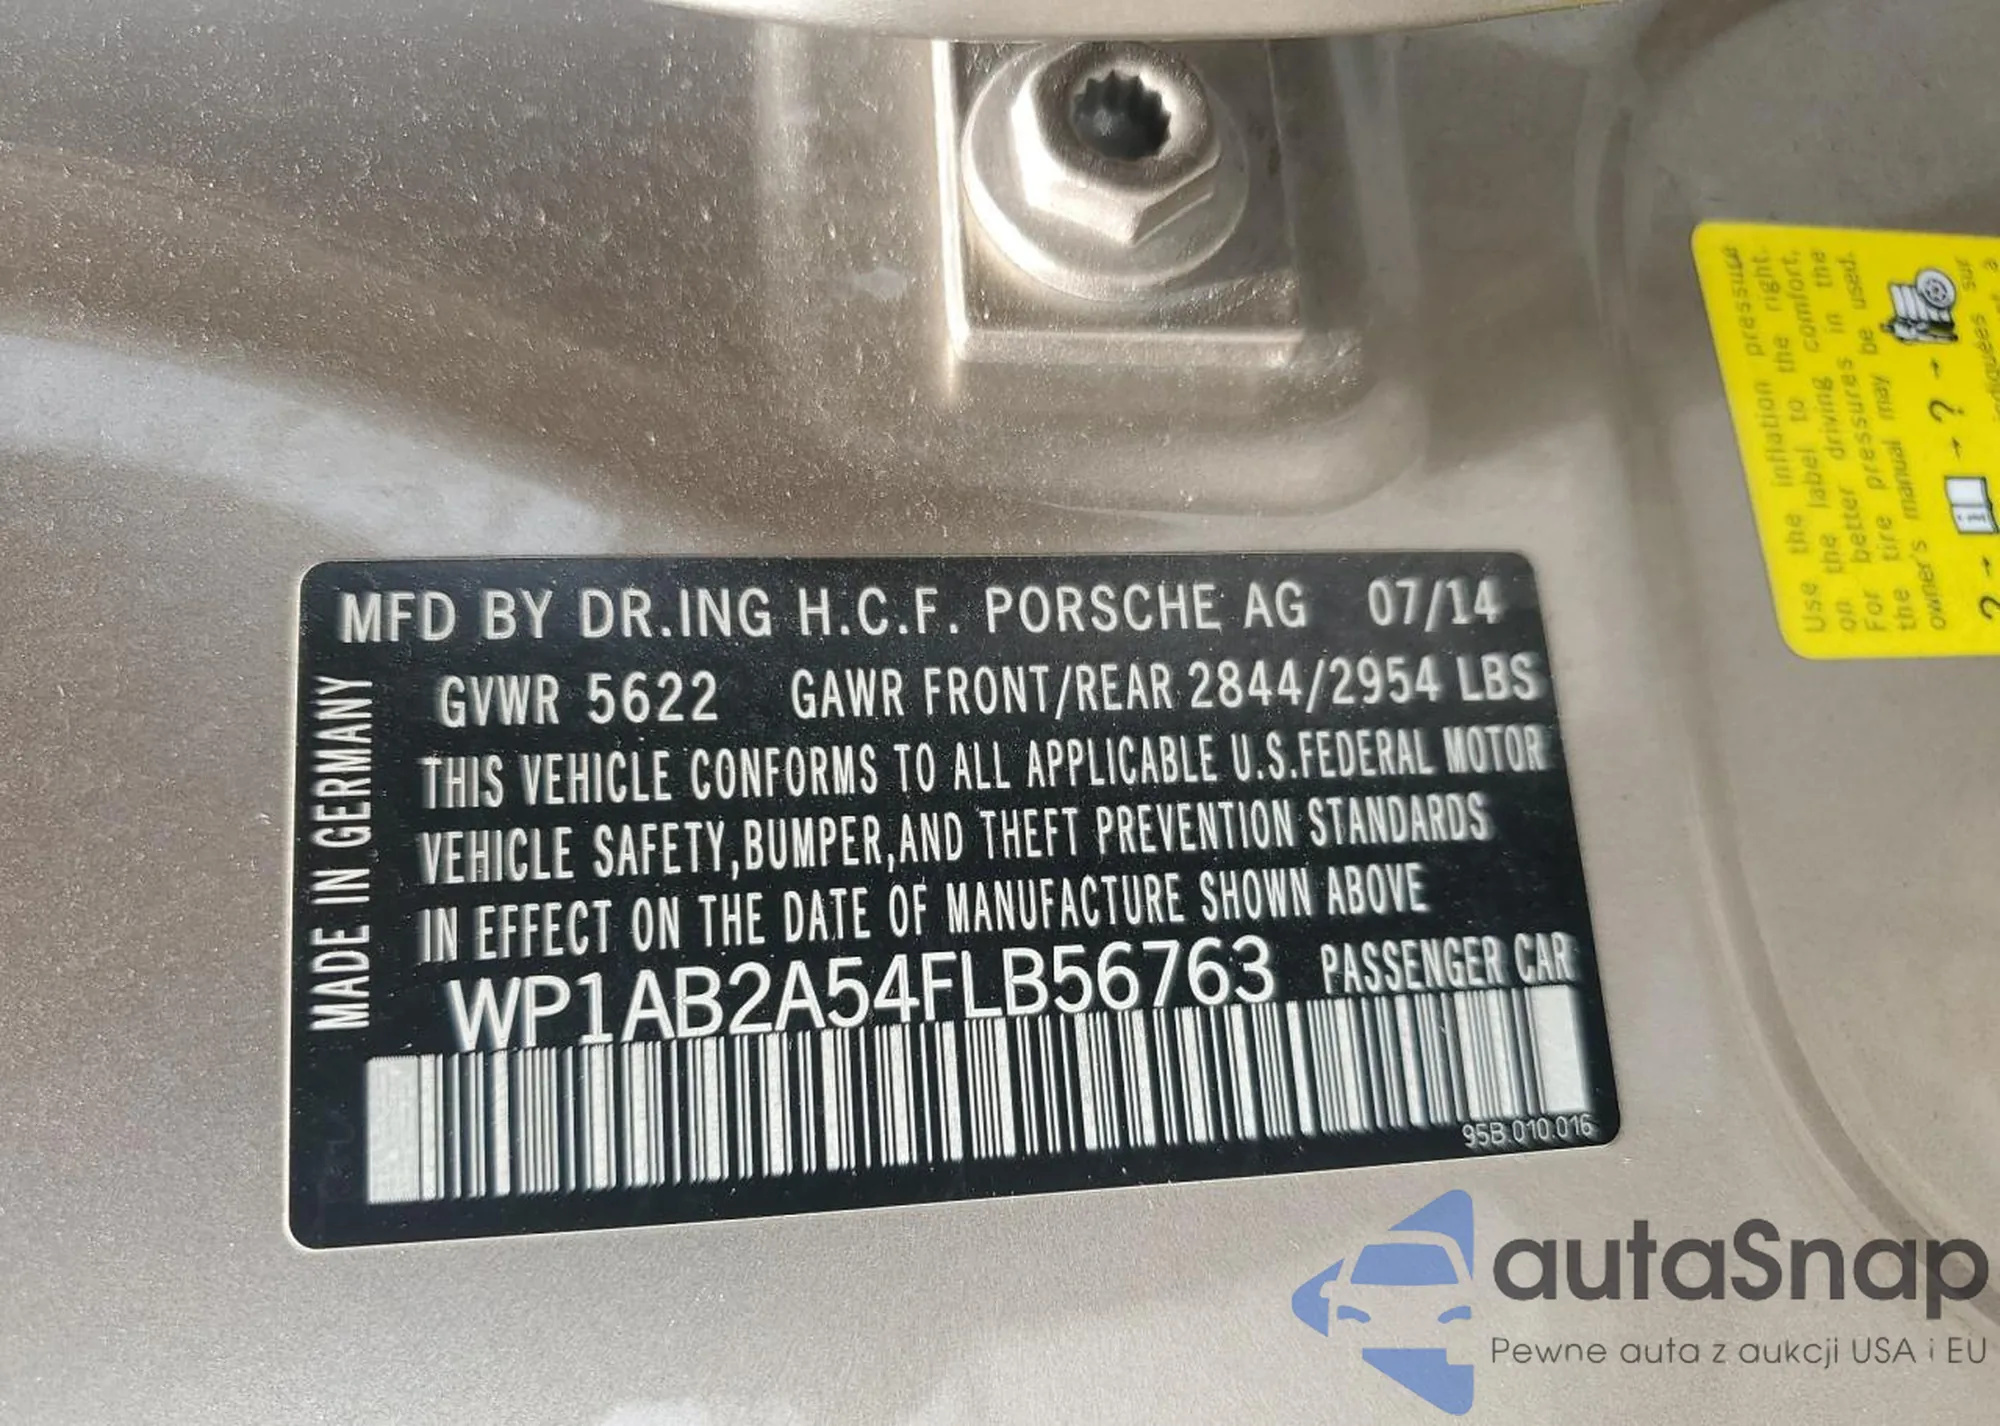 MFD BY DR.ING H.C.F. PORSCHE AG 07/14
GVWR 5622 GAWR FRONT/REAR 2844/2954 LBS
THIS VEHICLE CONFORMS TO ALL APPLICABLE U.S.FEDERAL MOTOR
VEHICLE SAFETY,BUMPER,AND THEFT PREVENTION STANDARDS
IN EFFECT ON THE DATE OF MANUFACTURE SHOWN ABOVE
WP1AB2A54FLB56763 PASSENGER CAR
95B.010.016
MADE IN GERMANY
Use the inflation pressure
on the label to the right.
For better driving comfort,
the tire pressures in the
owner's manual may be used.
? → i → ? →
indiquées sur
autaSnap
Pewne auta z aukcji USA i EU